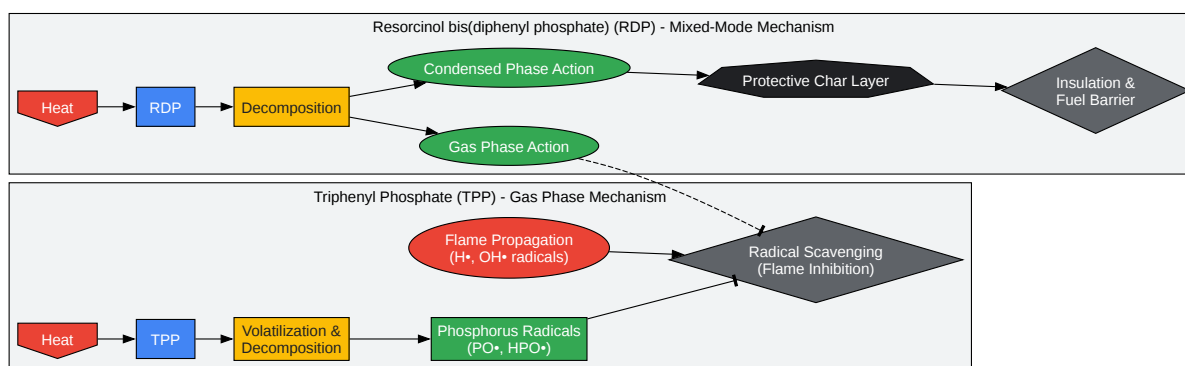 Resorcinol bis(diphenyl phosphate) (RDP) - Mixed-Mode Mechanism
Condensed Phase Action
Protective Char Layer
Insulation &
Fuel Barrier
Heat
RDP
Decomposition
Gas Phase Action
Triphenyl Phosphate (TPP) - Gas Phase Mechanism
Flame Propagation
(H•, OH• radicals)
Radical Scavenging
(Flame Inhibition)
Heat
TPP
Volatilization &
Decomposition
Phosphorus Radicals
(PO•, HPO•)